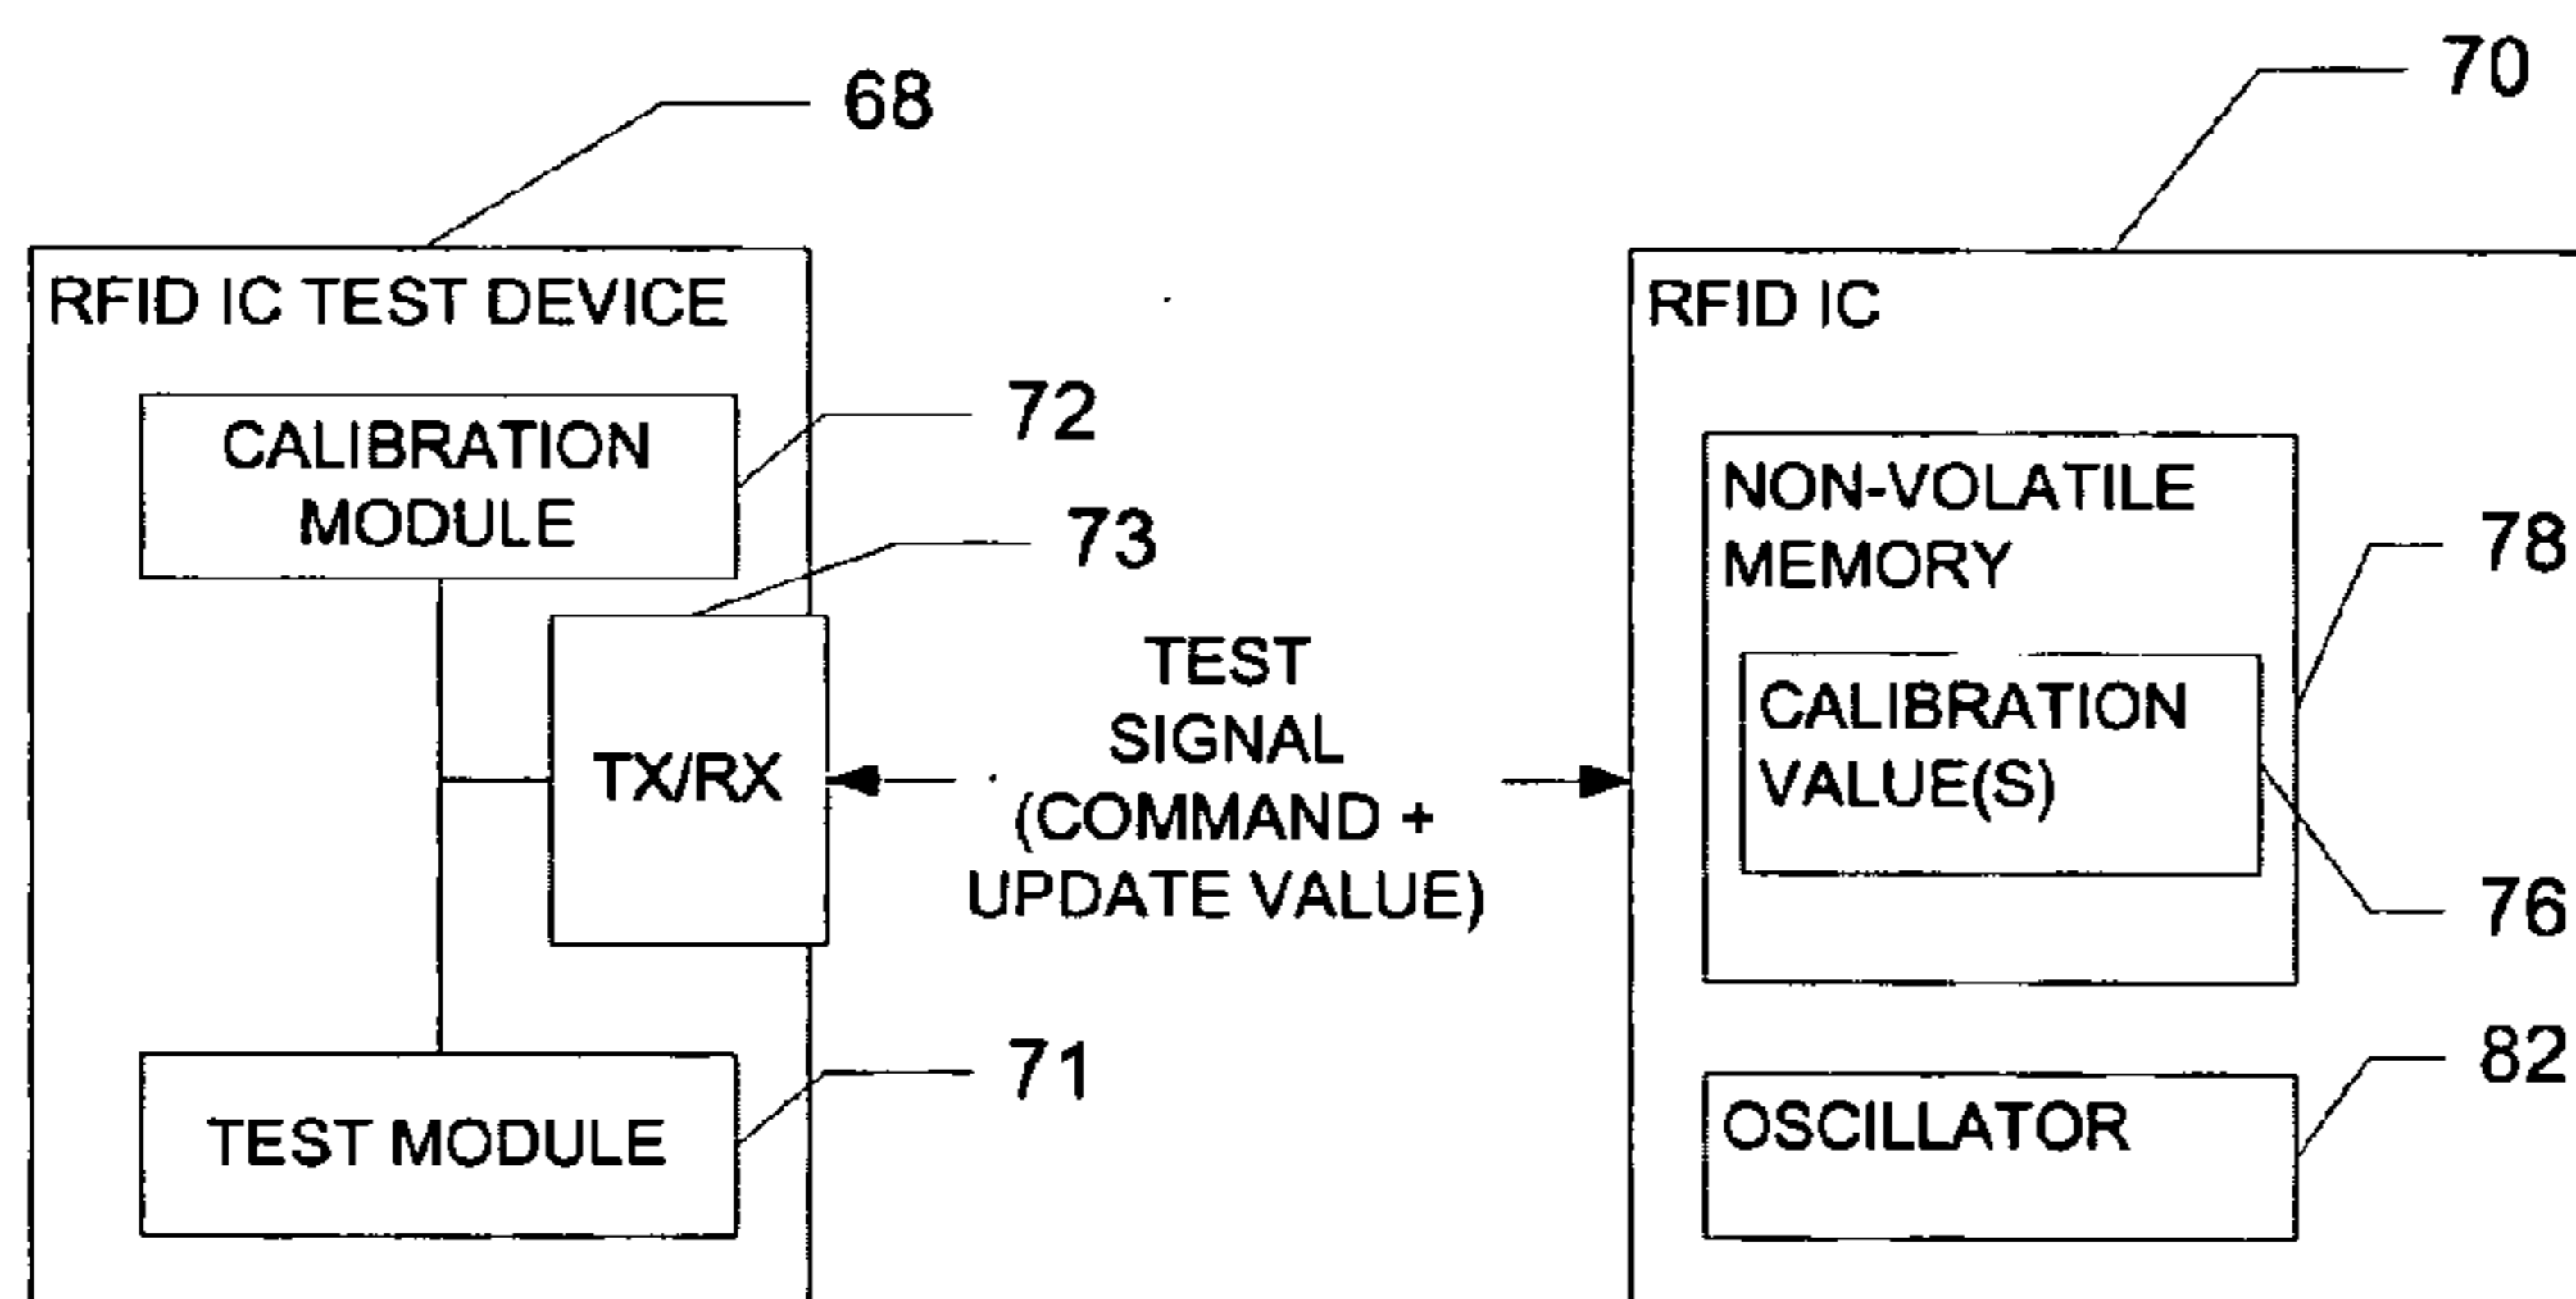 68
70
RFID IC TEST DEVICE
CALIBRATION
MODULE
72
73
TX/RX
TEST MODULE
71
TEST
SIGNAL
(COMMAND +
UPDATE VALUE)
RFID IC
NON-VOLATILE
MEMORY
78
CALIBRATION
VALUE(S)
76
OSCILLATOR
82